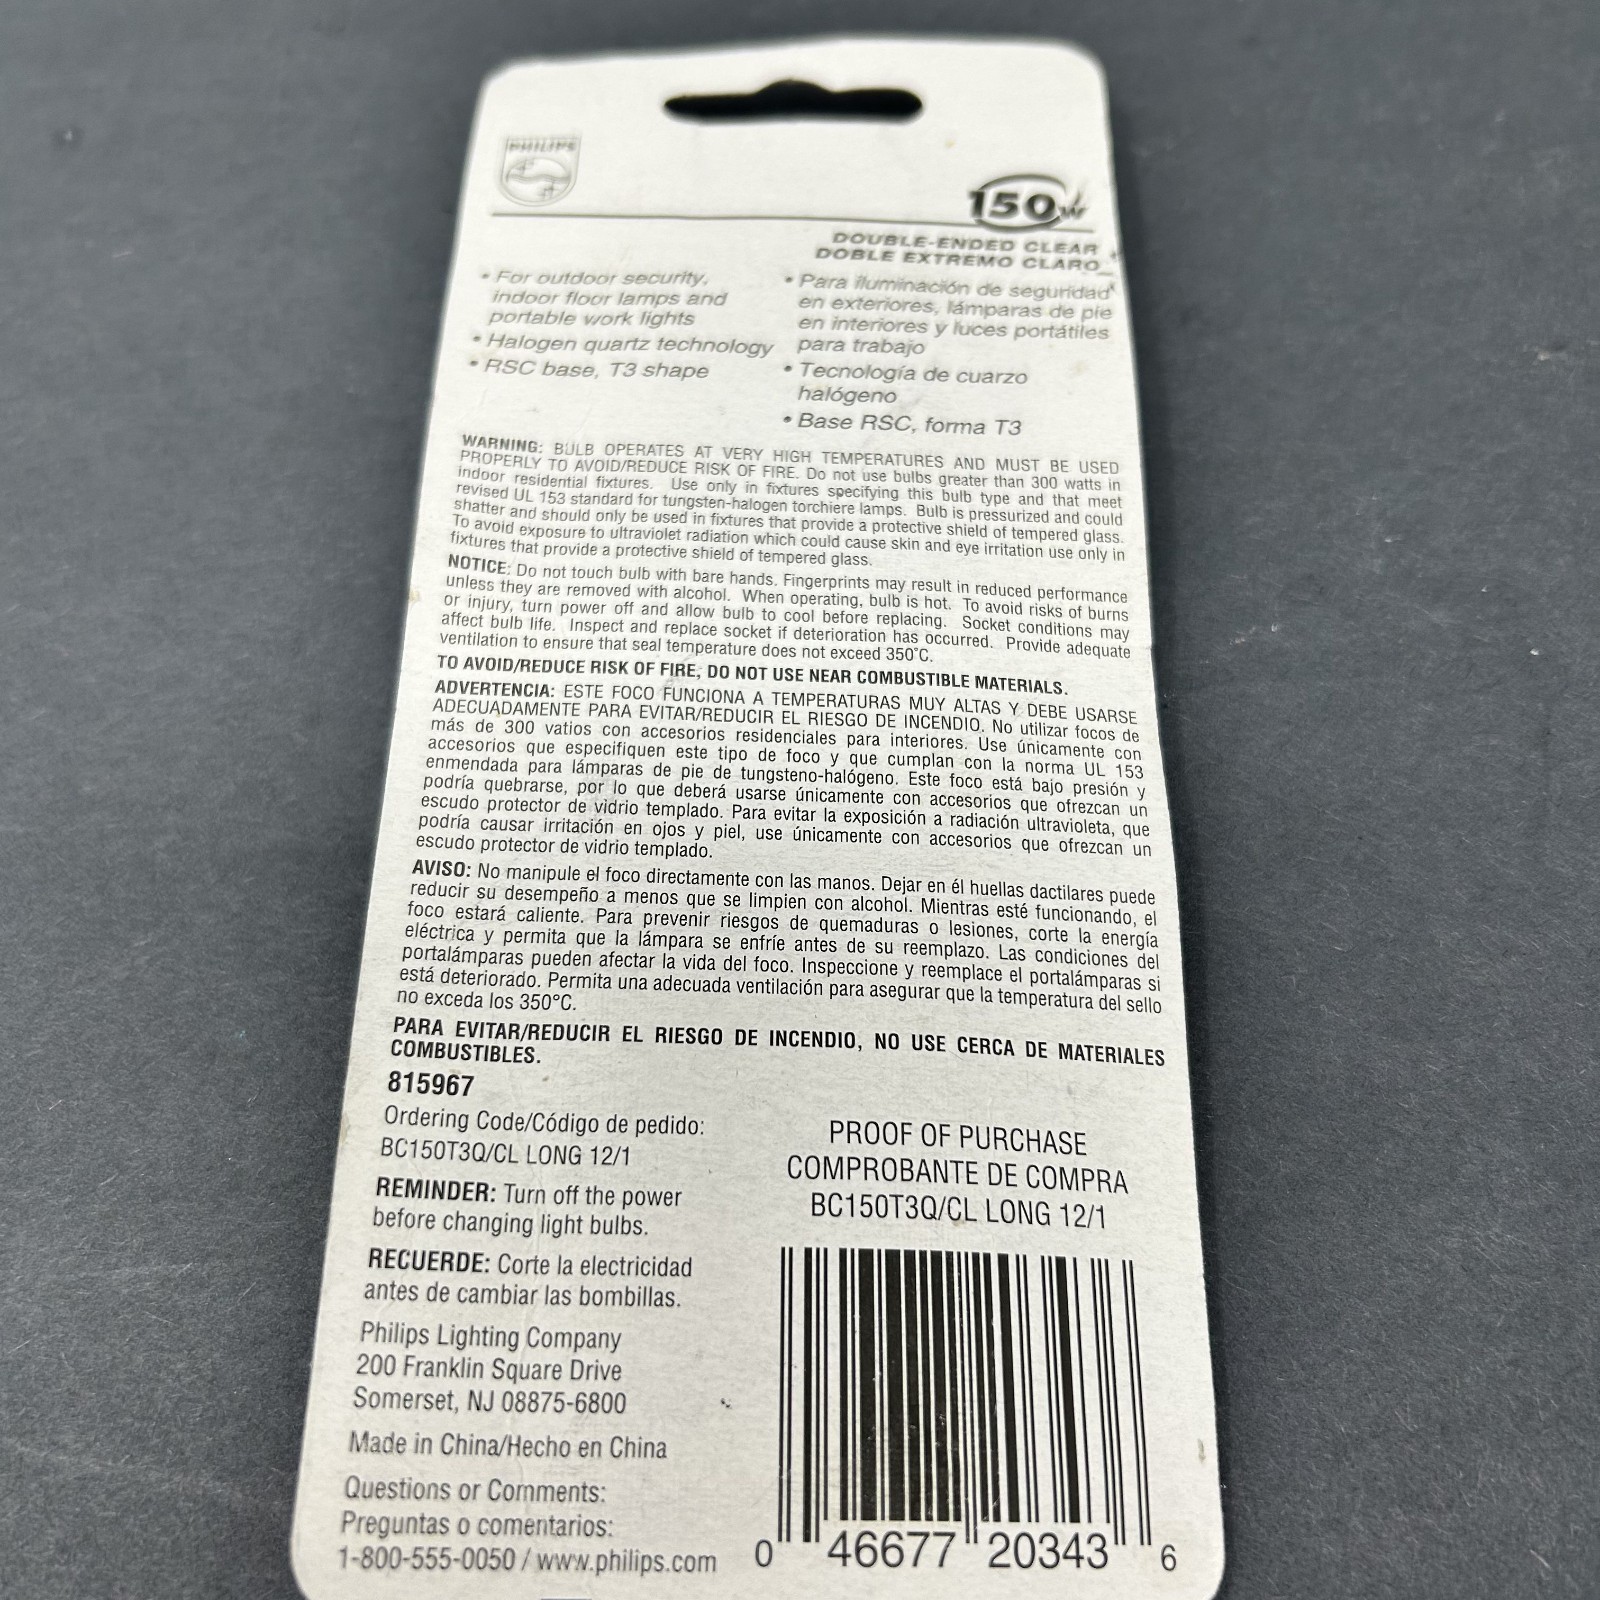 PHILIPS
150w
DOUBLE-ENDED CLEAR
DOBLE EXTREMO CLARO
• For outdoor security,
indoor floor lamps and
portable work lights
• Halogen quartz technology
• RSC base, T3 shape
• Para iluminación de seguridad
en exteriores, lámparas de pie
en interiores y luces portátiles
para trabajo
• Tecnología de cuarzo
halógeno
• Base RSC, forma T3
WARNING: BULB OPERATES AT VERY HIGH TEMPERATURES AND MUST BE USED
PROPERLY TO AVOID/REDUCE RISK OF FIRE. Do not use bulbs greater than 300 watts in
indoor residential fixtures. Use only in fixtures specifying this bulb type and that meet
revised UL 153 standard for tungsten-halogen torchiere lamps. Bulb is pressurized and could
shatter and should only be used in fixtures that provide a protective shield of tempered glass.
To avoid exposure to ultraviolet radiation which could cause skin and eye irritation use only in
fixtures that provide a protective shield of tempered glass.
NOTICE: Do not touch bulb with bare hands. Fingerprints may result in reduced performance
unless they are removed with alcohol. When operating, bulb is hot. To avoid risks of burns
or injury, turn power off and allow bulb to cool before replacing. Socket conditions may
affect bulb life. Inspect and replace socket if deterioration has occurred. Provide adequate
ventilation to ensure that seal temperature does not exceed 350°C.
TO AVOID/REDUCE RISK OF FIRE, DO NOT USE NEAR COMBUSTIBLE MATERIALS.
ADVERTENCIA: ESTE FOCO FUNCIONA A TEMPERATURAS MUY ALTAS Y DEBE USARSE
ADECUADAMENTE PARA EVITAR/REDUCIR EL RIESGO DE INCENDIO. No utilizar focos de
más de 300 vatios con accesorios residenciales para interiores. Use únicamente con
accesorios que especifiquen este tipo de foco y que cumplan con la norma UL 153
enmendada para lámparas de pie de tungsteno-halógeno. Este foco está bajo presión y
podría quebrarse, por lo que deberá usarse únicamente con accesorios que ofrezcan un
escudo protector de vidrio templado. Para evitar la exposición a radiación ultravioleta, que
podría causar irritación en ojos y piel, use únicamente con accesorios que ofrezcan un
escudo protector de vidrio templado.
AVISO: No manipule el foco directamente con las manos. Dejar en él huellas dactilares puede
reducir su desempeño a menos que se limpien con alcohol. Mientras esté funcionando, el
foco estará caliente. Para prevenir riesgos de quemaduras o lesiones, corte la energía
eléctrica y permita que la lámpara se enfríe antes de su reemplazo. Las condiciones del
portalámparas pueden afectar la vida del foco. Inspeccione y reemplace el portalámparas si
está deteriorado. Permita una adecuada ventilación para asegurar que la temperatura del sello
no exceda los 350°C.
PARA EVITAR/REDUCIR EL RIESGO DE INCENDIO, NO USE CERCA DE MATERIALES
COMBUSTIBLES.
815967
Ordering Code/Código de pedido:
BC150T3Q/CL LONG 12/1
REMINDER: Turn off the power
before changing light bulbs.
RECUERDE: Corte la electricidad
antes de cambiar las bombillas.
Philips Lighting Company
200 Franklin Square Drive
Somerset, NJ 08875-6800
Made in China/Hecho en China
Questions or Comments:
Preguntas o comentarios:
1-800-555-0050 / www.philips.com
PROOF OF PURCHASE
COMPROBANTE DE COMPRA
BC150T3Q/CL LONG 12/1
0 46677 20343 6